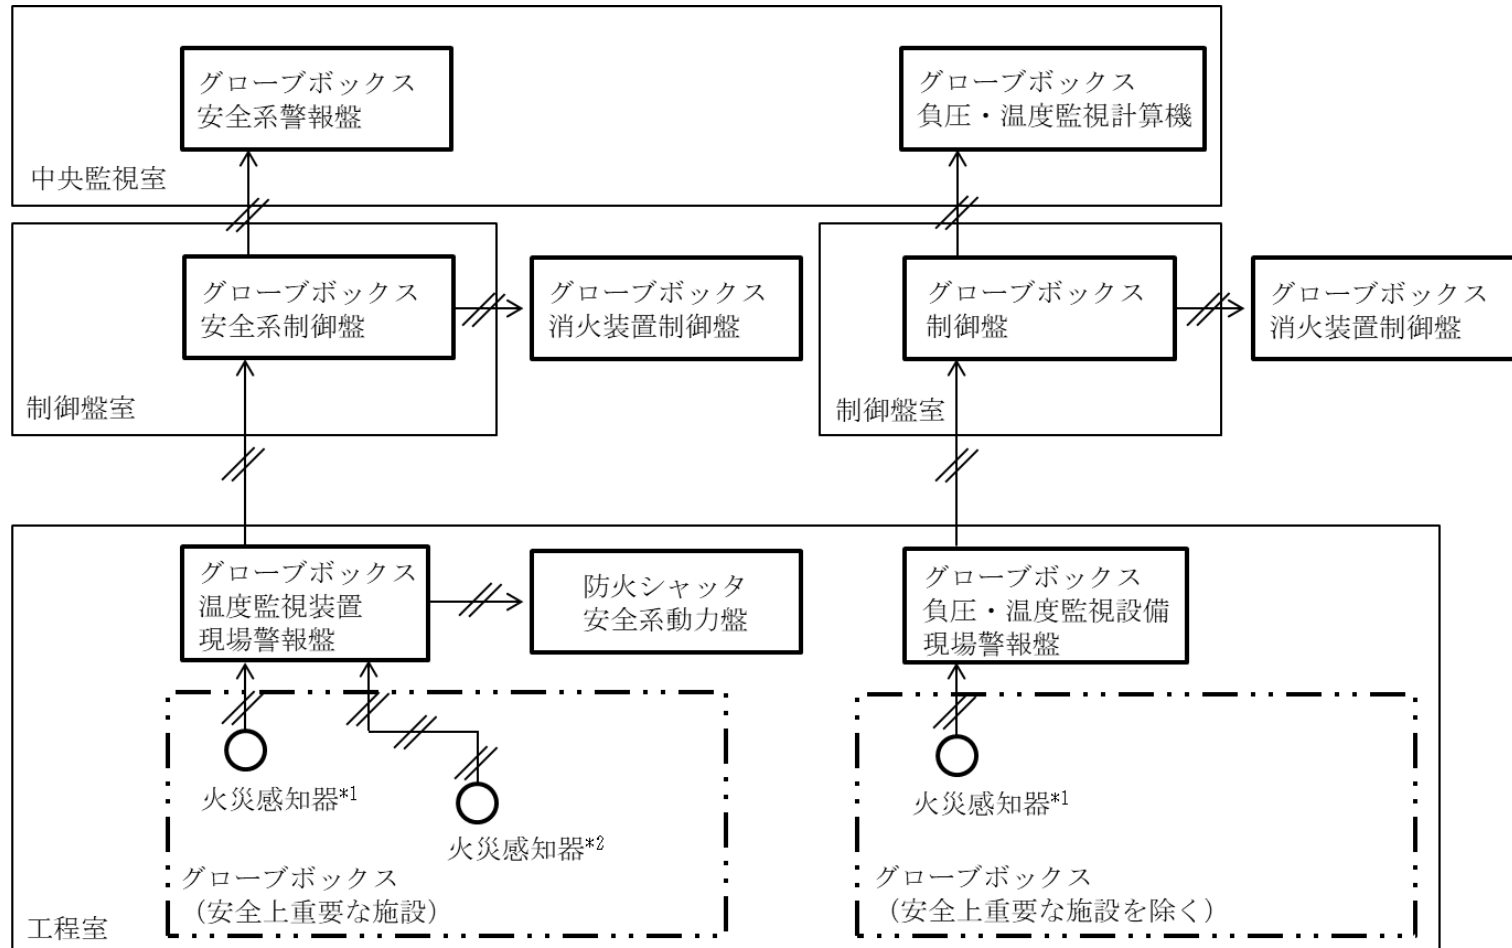 グローブボックス
安全系警報盤
グローブボックス
負圧・温度監視計算機
中央監視室
グローブボックス
安全系制御盤
グローブボックス
消火装置制御盤
制御盤室
グローブボックス
制御盤
グローブボックス
消火装置制御盤
制御盤室
グローブボックス
温度監視装置
現場警報盤
防火シャッタ
安全系動力盤
グローブボックス
負圧・温度監視設備
現場警報盤
火災感知器*1
火災感知器*2
グローブボックス
（安全上重要な施設）
火災感知器*1
グローブボックス
（安全上重要な施設を除く）
工程室